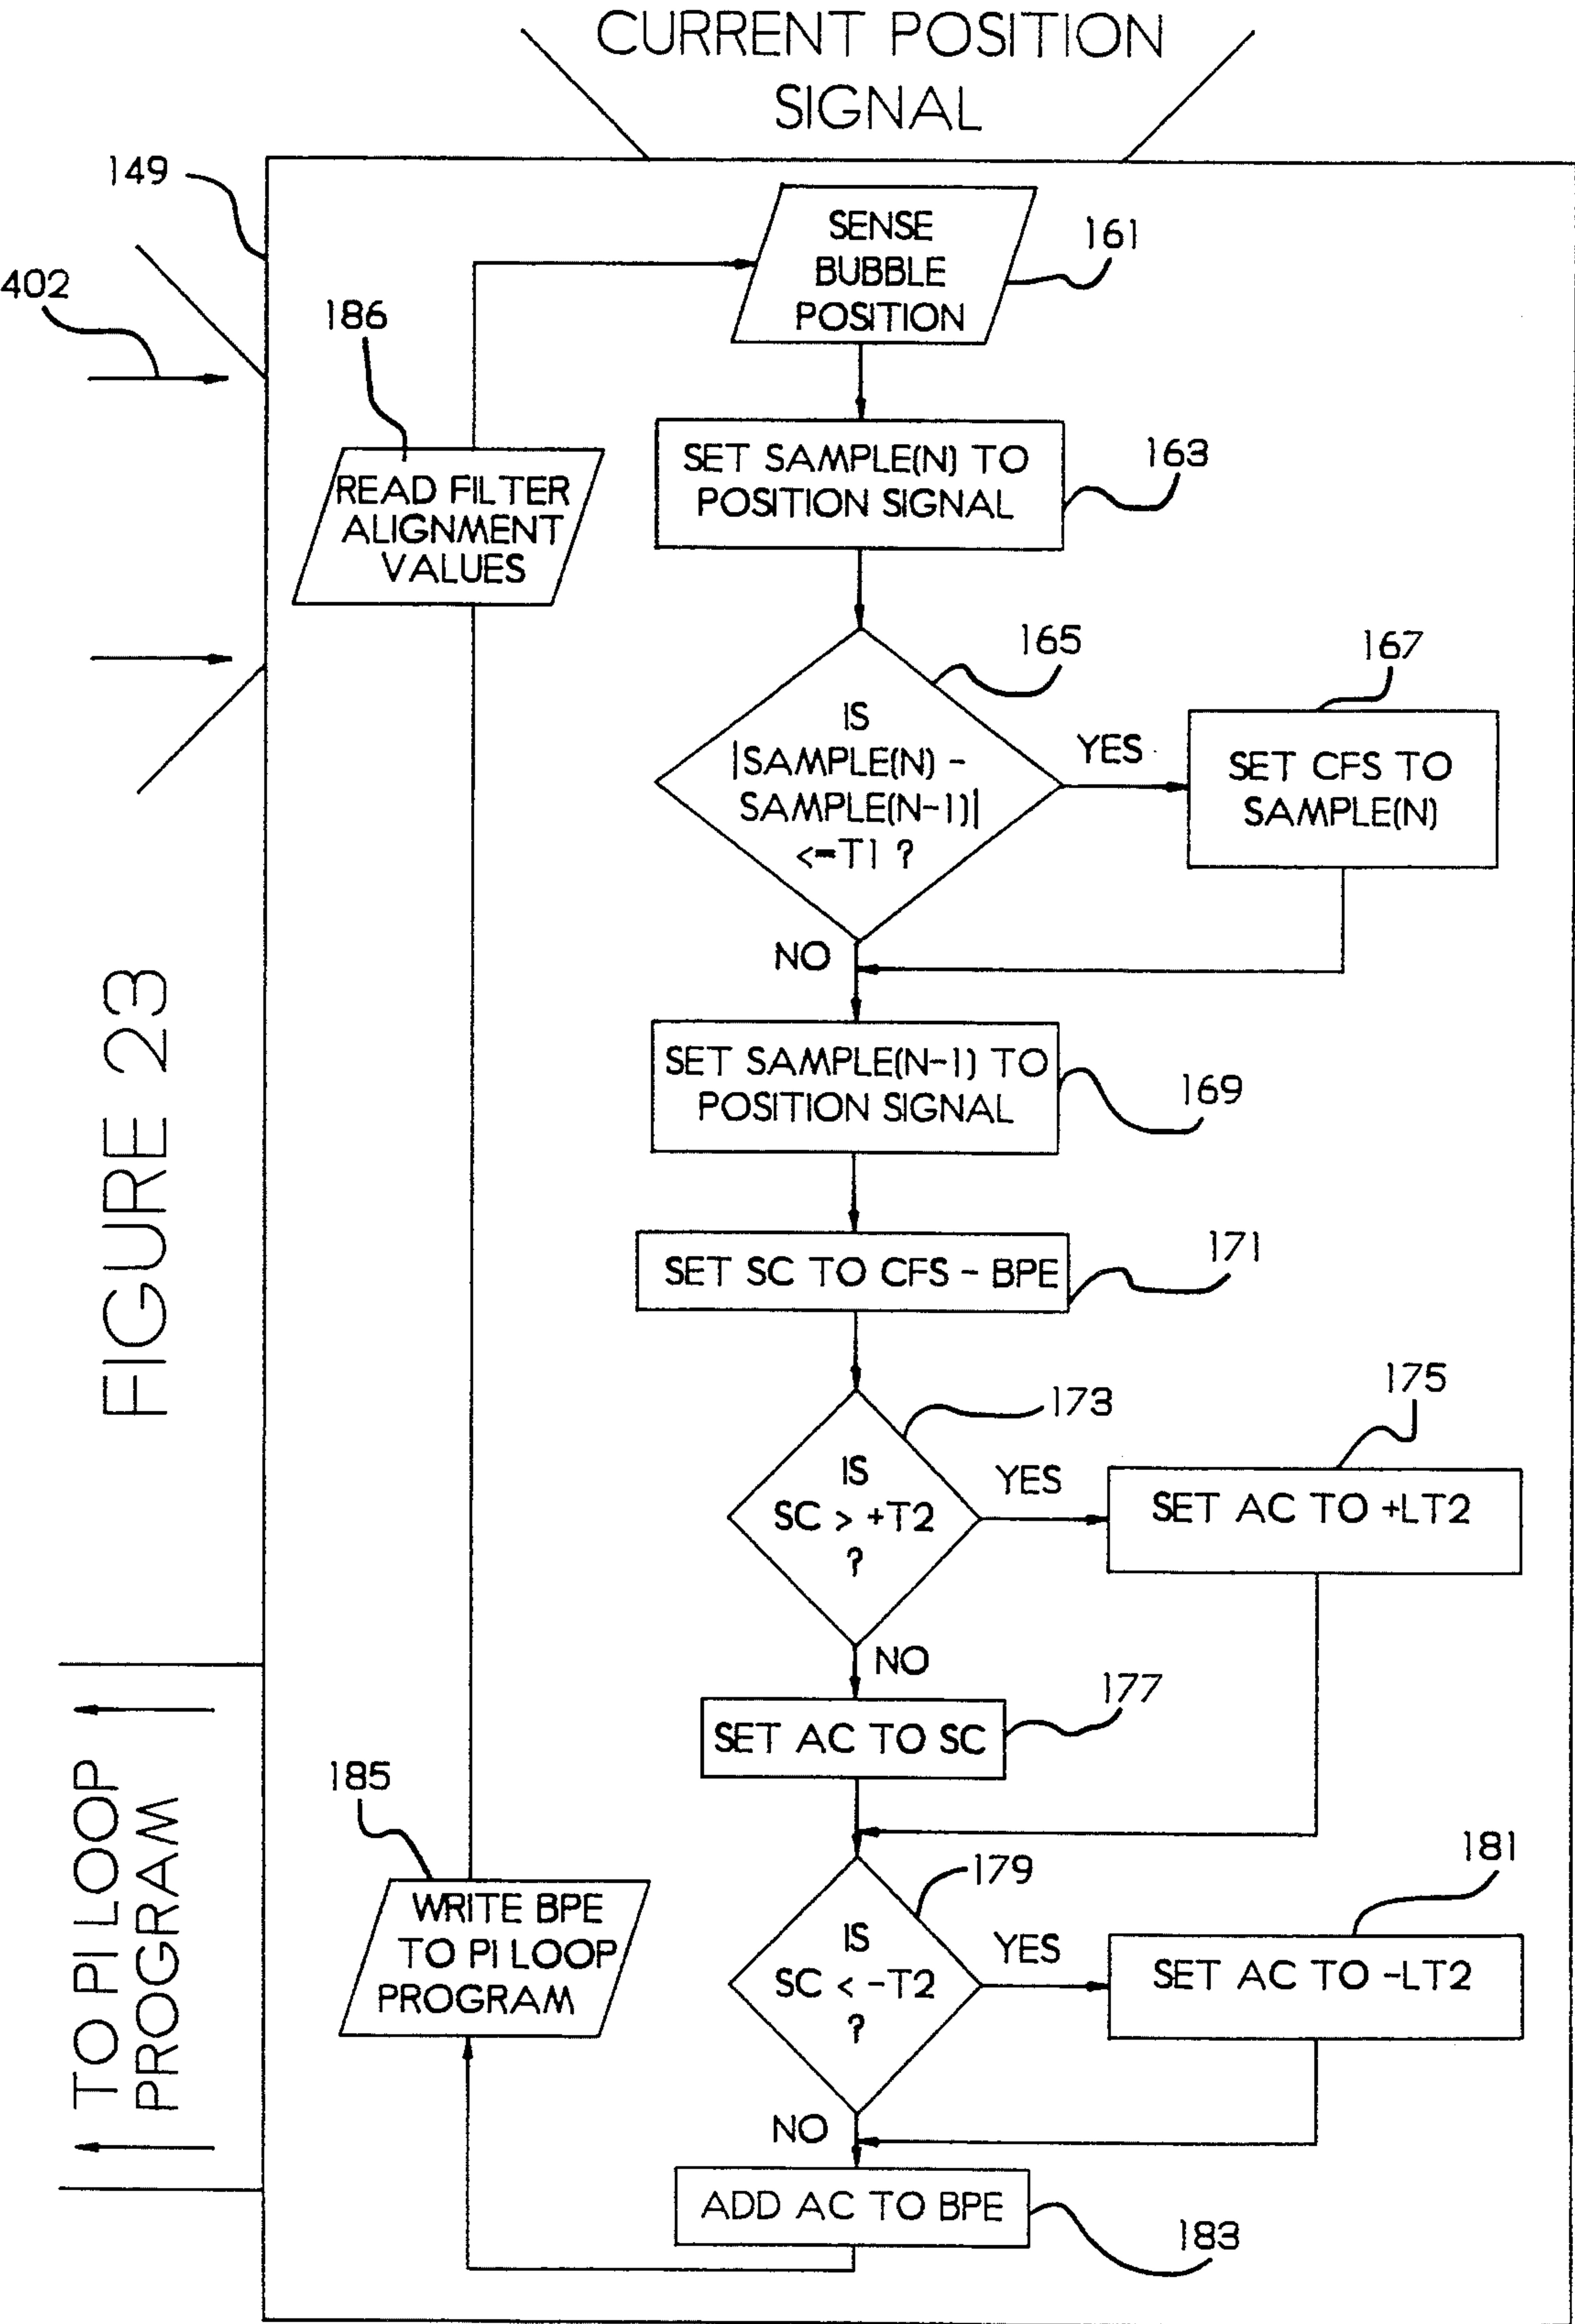 CURRENT POSITION
SIGNAL
149
402
SENSE
BUBBLE
POSITION
161
186
READ FILTER
ALIGNMENT
VALUES
SET SAMPLE(N) TO
POSITION SIGNAL
163
165
IS
|SAMPLE(N) -
SAMPLE(N-1)|
<=T1 ?
YES
167
SET CFS TO
SAMPLE(N)
NO
SET SAMPLE(N-1) TO
POSITION SIGNAL
169
SET SC TO CFS - BPE
171
FIGURE 23
173
IS
SC > +T2
?
YES
175
SET AC TO +LT2
NO
SET AC TO SC
177
TO PI LOOP
PROGRAM
185
WRITE BPE
TO PI LOOP
PROGRAM
179
IS
SC < -T2
?
YES
181
SET AC TO -LT2
NO
ADD AC TO BPE
183